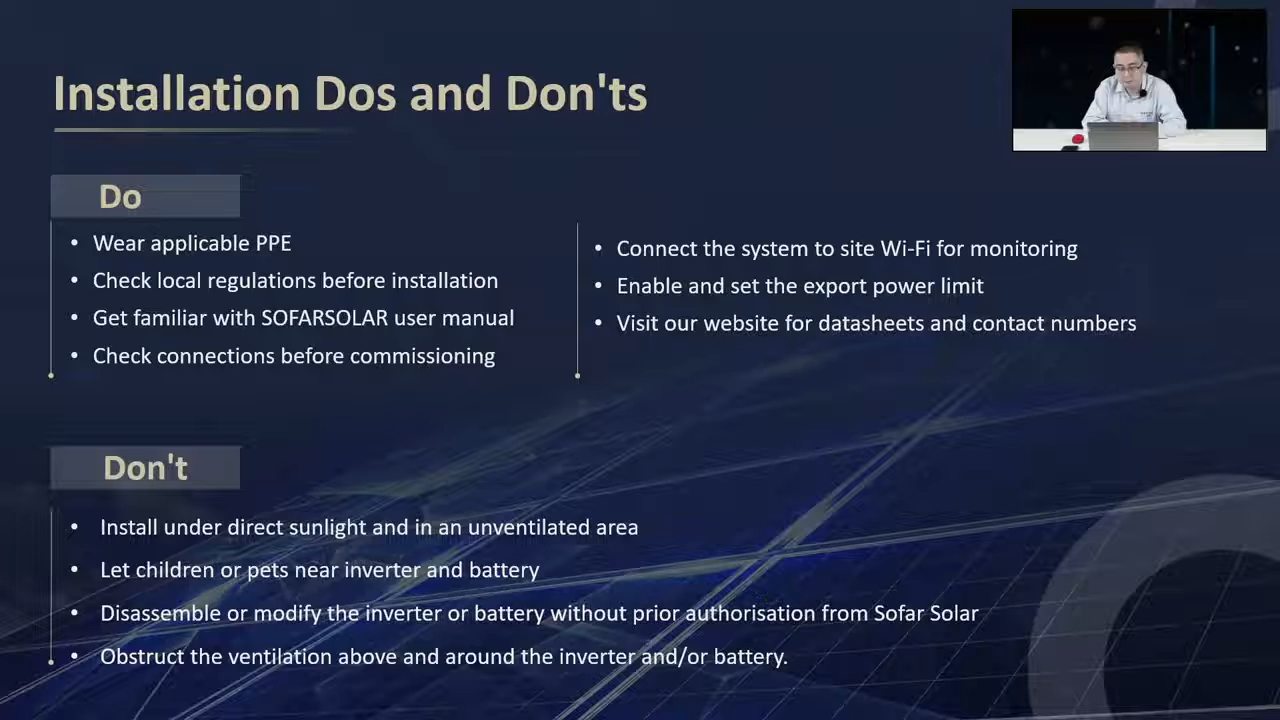 Installation Dos and Don'ts
Do
• Wear applicable PPE
• Check local regulations before installation
• Get familiar with SOFARSOLAR user manual
• Check connections before commissioning
• Connect the system to site Wi-Fi for monitoring
• Enable and set the export power limit
• Visit our website for datasheets and contact numbers
Don't
• Install under direct sunlight and in an unventilated area
• Let children or pets near inverter and battery
• Disassemble or modify the inverter or battery without prior authorisation from Sofar Solar
• Obstruct the ventilation above and around the inverter and/or battery.